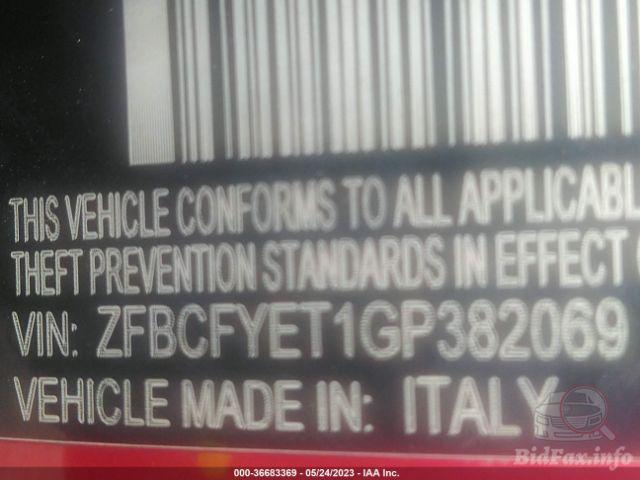 THIS VEHICLE CONFORMS TO ALL APPLICABL
THEFT PREVENTION STANDARDS IN EFFECT
VIN: ZFBCFYET1GP382069
VEHICLE MADE IN: ITALY
BidFax.info
000-36683369 - 05/24/2023 - IAA Inc.